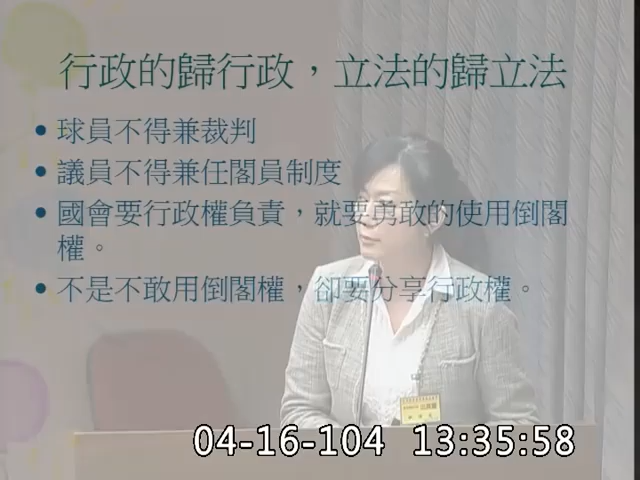 行政的歸行政，立法的歸立法
• 球員不得兼裁判
• 議員不得兼任閣員制度
• 國會要行政權負責，就要勇敢的使用倒閣
權。
• 不是不敢用倒閣權，卻要分享行政權。
04-16-104 13:35:58